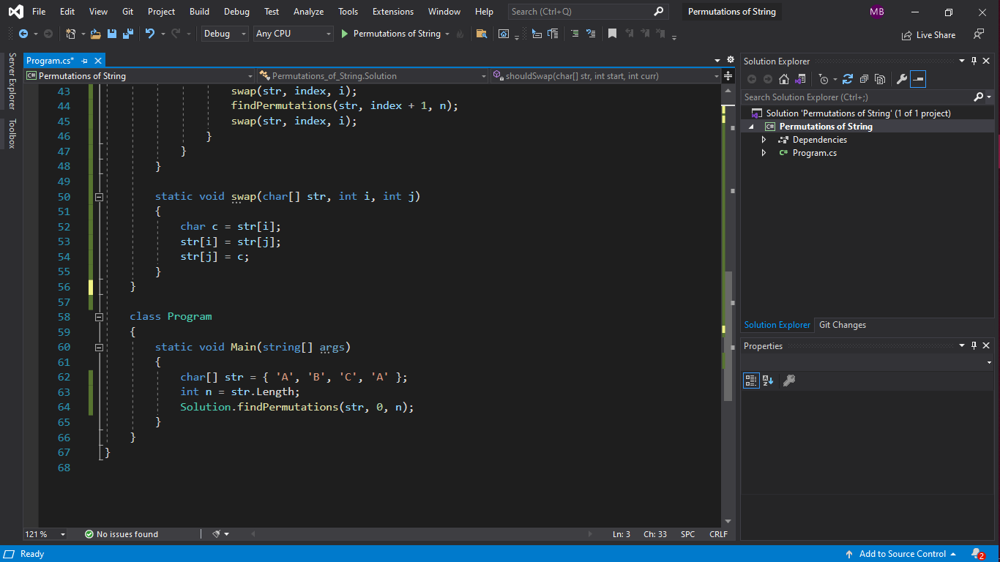 File Edit View Git Project Build Debug Test Analyze Tools Extensions Window Help Search (Ctrl+Q) Permutations of String MB
Debug Any CPU Permutations of String Live Share
Server Explorer
Toolbox
Program.cs*
C# Permutations of String Permutations_of_String.Solution shouldSwap(char[] str, int start, int curr)
43 swap(str, index, i);
44 findPermutations(str, index + 1, n);
45 swap(str, index, i);
46 }
47 }
48 }
49
50 static void swap(char[] str, int i, int j)
51 {
52 char c = str[i];
53 str[i] = str[j];
54 str[j] = c;
55 }
56 }
57
58 class Program
59 {
60 static void Main(string[] args)
61 {
62 char[] str = { 'A', 'B', 'C', 'A' };
63 int n = str.Length;
64 Solution.findPermutations(str, 0, n);
65 }
66 }
67 }
68
121 % No issues found Ln: 3 Ch: 33 SPC CRLF
Solution Explorer
Search Solution Explorer (Ctrl+;)
Solution 'Permutations of String' (1 of 1 project)
C# Permutations of String
Dependencies
C# Program.cs
Solution Explorer Git Changes
Properties
Ready Add to Source Control 2